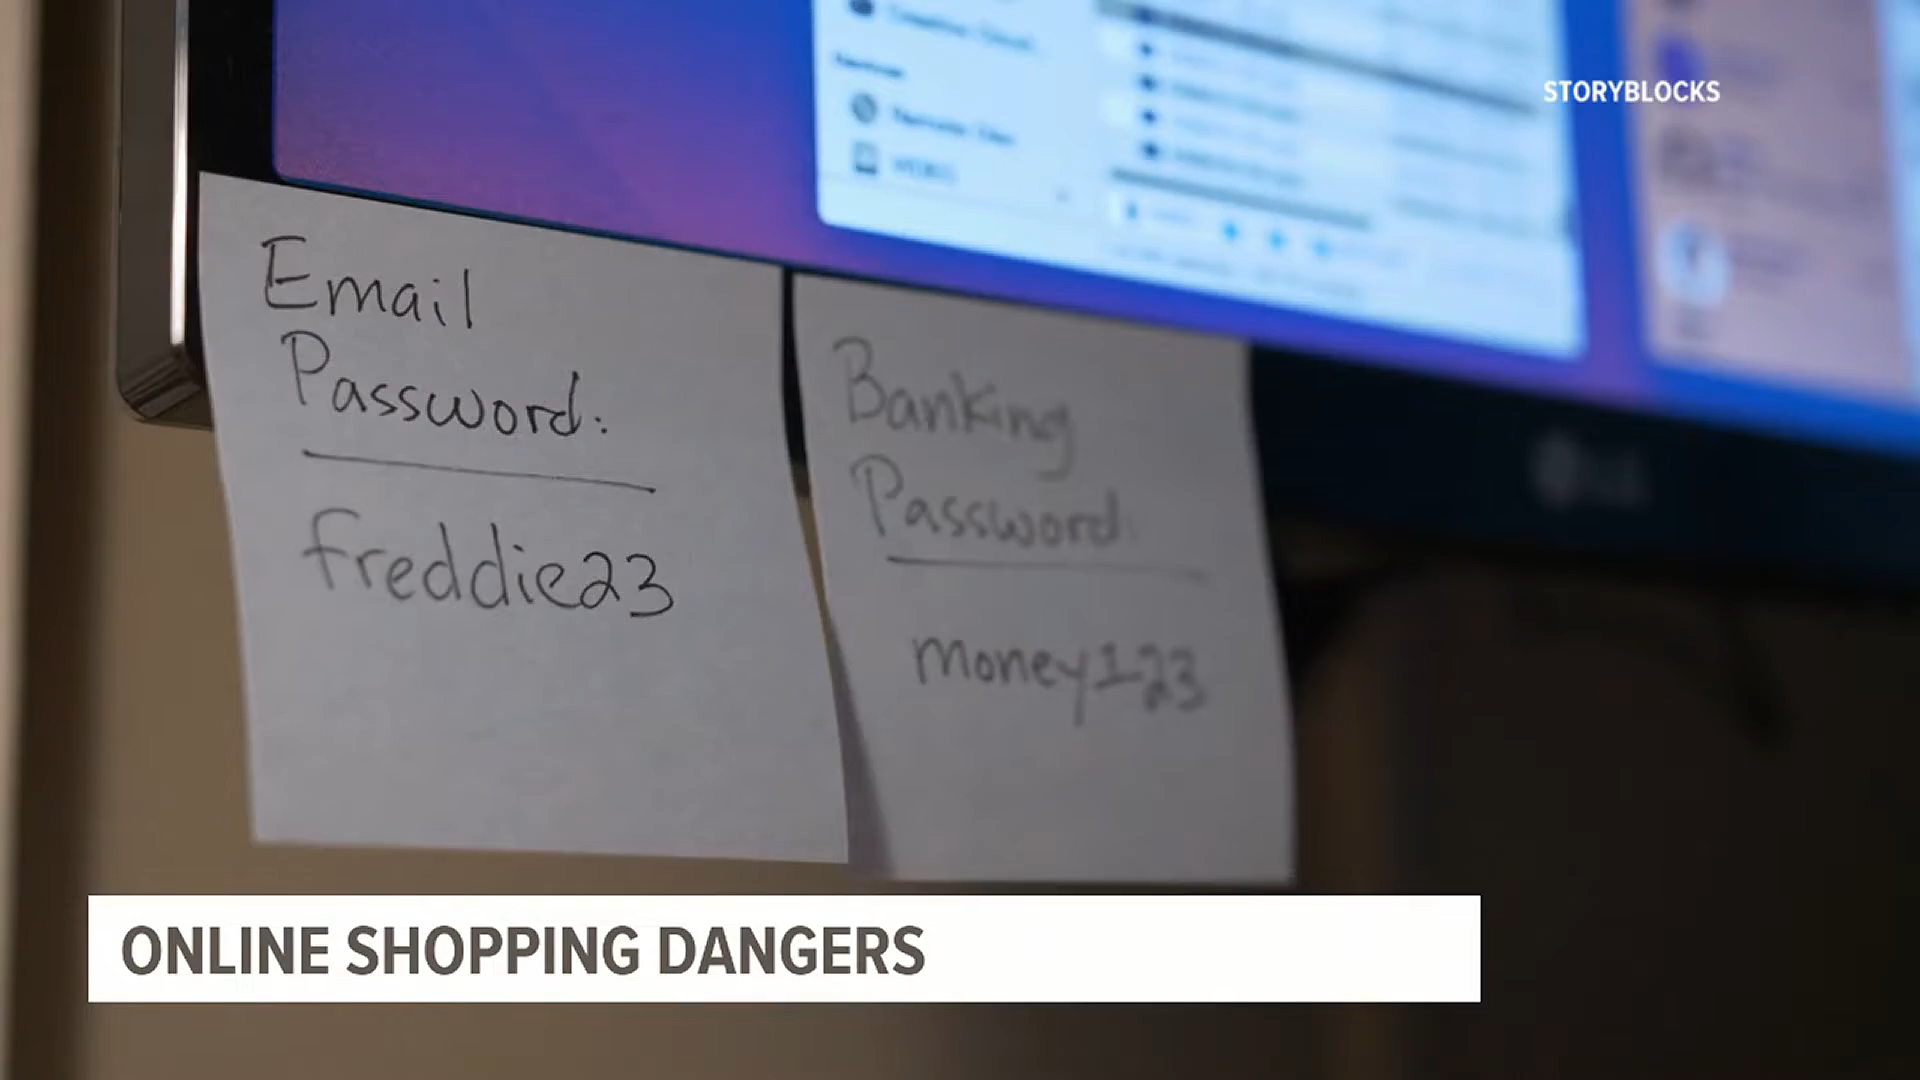 STORYBLOCKS
Email
Password:
freddie23
Banking
Password:
money123
ONLINE SHOPPING DANGERS